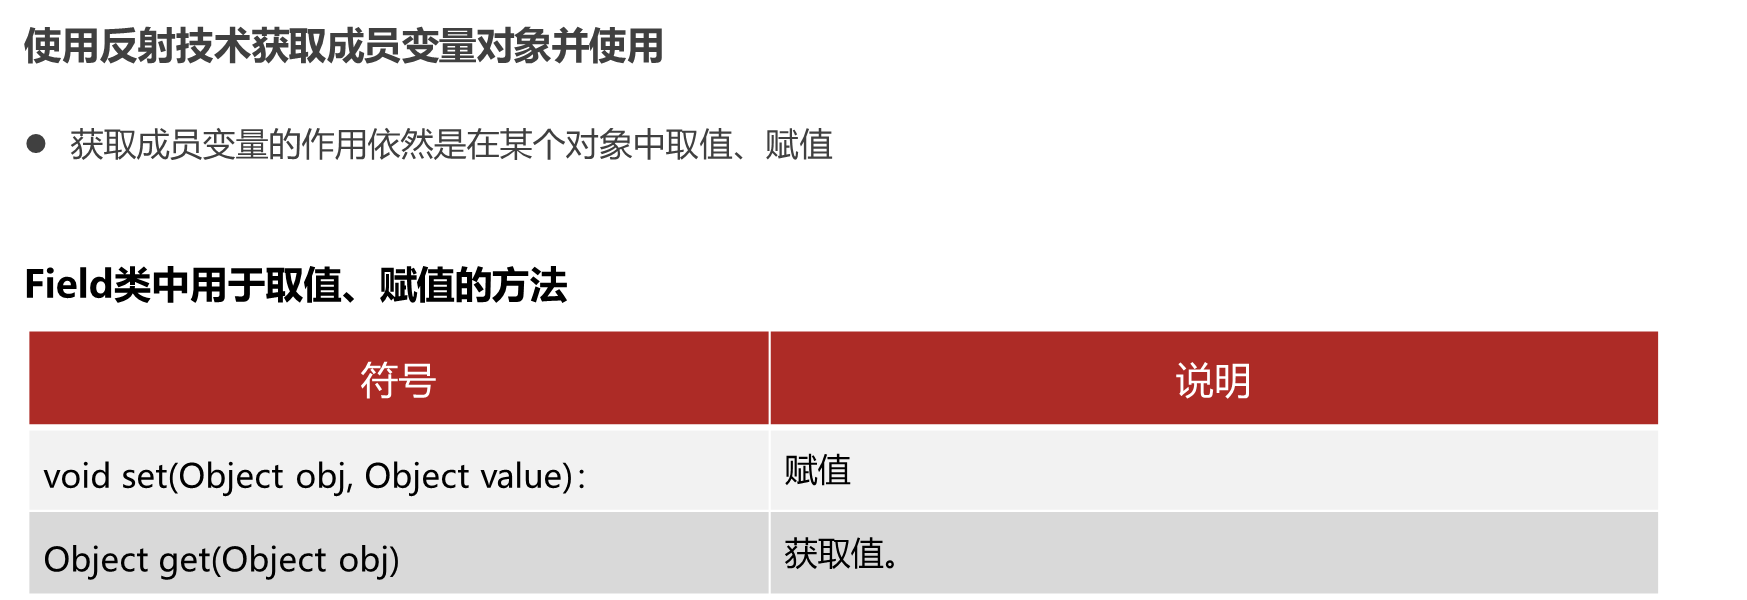 使用反射技术获取成员变量对象并使用
● 获取成员变量的作用依然是在某个对象中取值、赋值
Field类中用于取值、赋值的方法
符号 说明
void set(Object obj, Object value)： 赋值
Object get(Object obj) 获取值。